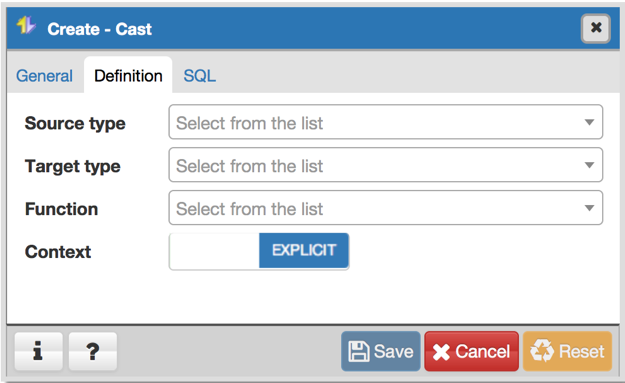 Create - Cast
General Definition SQL
Source type Select from the list
Target type Select from the list
Function Select from the list
Context EXPLICIT
i ? Save Cancel Reset